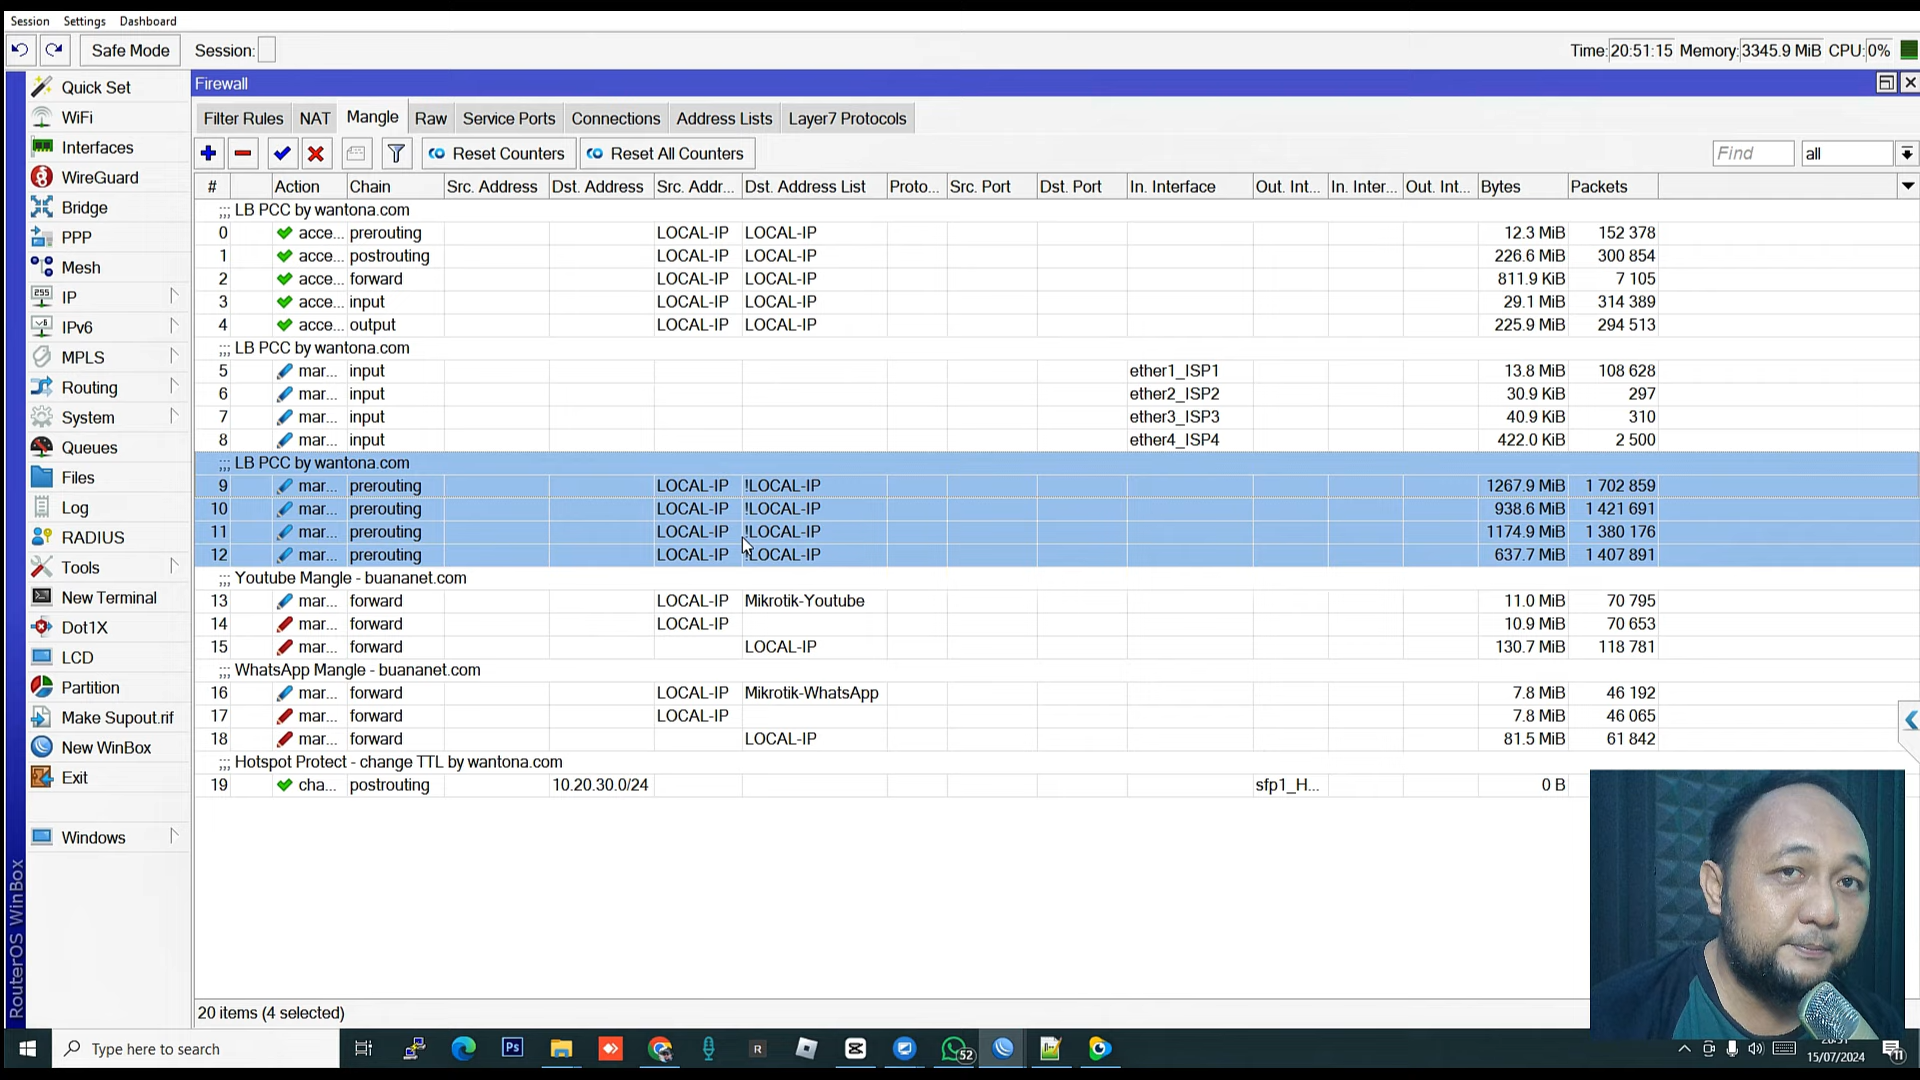 Session Settings Dashboard
Safe Mode Session: Time: 20:51:15 Memory: 3345.9 MiB CPU: 0%
Quick Set
WiFi
Interfaces
WireGuard
Bridge
PPP
Mesh
IP
IPv6
MPLS
Routing
System
Queues
Files
Log
RADIUS
Tools
New Terminal
Dot1X
LCD
Partition
Make Supout.rif
New WinBox
Exit
Windows
RouterOS WinBox
Firewall
Filter Rules NAT Mangle Raw Service Ports Connections Address Lists Layer7 Protocols
Reset Counters Reset All Counters Find all
# Action Chain Src. Address Dst. Address Src. Addr... Dst. Address List Proto... Src. Port Dst. Port In. Interface Out. Int... In. Inter... Out. Int... Bytes Packets
;;; LB PCC by wantona.com
0 acce... prerouting LOCAL-IP LOCAL-IP 12.3 MiB 152 378
1 acce... postrouting LOCAL-IP LOCAL-IP 226.6 MiB 300 854
2 acce... forward LOCAL-IP LOCAL-IP 811.9 KiB 7 105
3 acce... input LOCAL-IP LOCAL-IP 29.1 MiB 314 389
4 acce... output LOCAL-IP LOCAL-IP 225.9 MiB 294 513
;;; LB PCC by wantona.com
5 mar... input ether1_ISP1 13.8 MiB 108 628
6 mar... input ether2_ISP2 30.9 KiB 297
7 mar... input ether3_ISP3 40.9 KiB 310
8 mar... input ether4_ISP4 422.0 KiB 2 500
;;; LB PCC by wantona.com
9 mar... prerouting LOCAL-IP !LOCAL-IP 1267.9 MiB 1 702 859
10 mar... prerouting LOCAL-IP !LOCAL-IP 938.6 MiB 1 421 691
11 mar... prerouting LOCAL-IP !LOCAL-IP 1174.9 MiB 1 380 176
12 mar... prerouting LOCAL-IP !LOCAL-IP 637.7 MiB 1 407 891
;;; Youtube Mangle - buananet.com
13 mar... forward LOCAL-IP Mikrotik-Youtube 11.0 MiB 70 795
14 mar... forward LOCAL-IP 10.9 MiB 70 653
15 mar... forward LOCAL-IP 130.7 MiB 118 781
;;; WhatsApp Mangle - buananet.com
16 mar... forward LOCAL-IP Mikrotik-WhatsApp 7.8 MiB 46 192
17 mar... forward LOCAL-IP 7.8 MiB 46 065
18 mar... forward LOCAL-IP 81.5 MiB 61 842
;;; Hotspot Protect - change TTL by wantona.com
19 cha... postrouting 10.20.30.0/24 sfp1_H... 0 B
20 items (4 selected)
Type here to search Ps R 52
15/07/2024 11